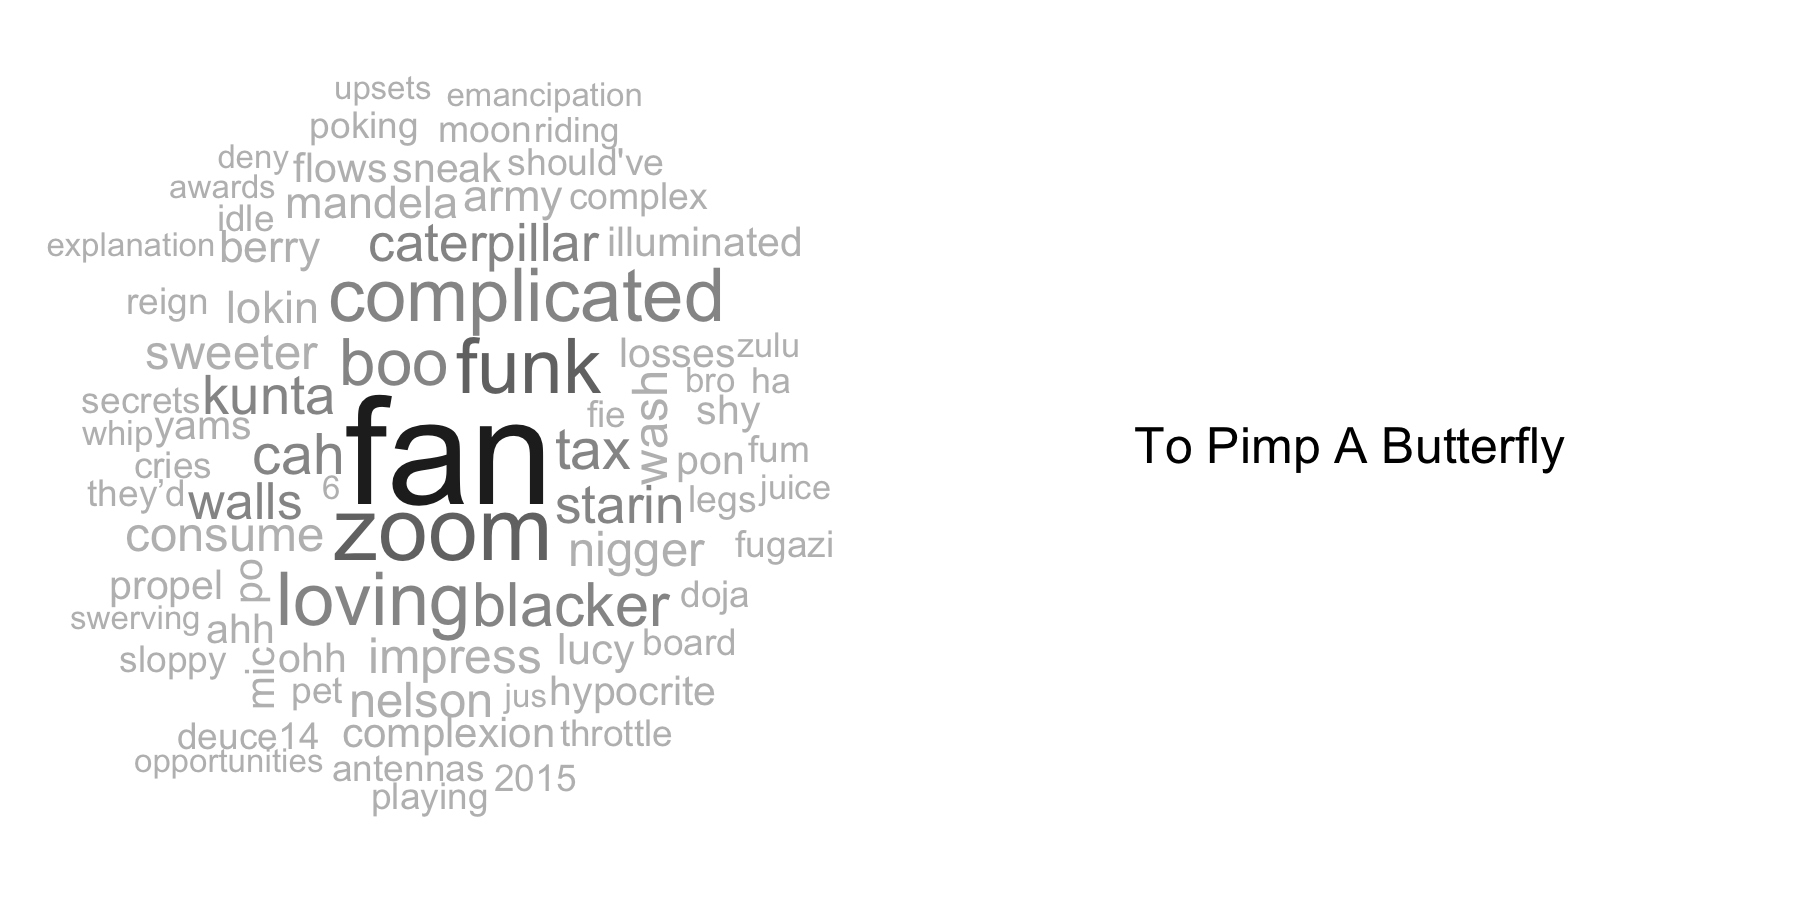 upsets emancipation
poking moon riding
deny flows sneak should've
awards mandela army complex
idle
explanation berry caterpillar illuminated
reign lokin complicated
sweeter boo funk losses zulu
secrets kunta wash bro ha
whip yams fan fie shy
cries cah tax pon fum
they’d walls 6 starin legs juice
consume zoom nigger fugazi
propel po loving blacker doja
swerving ahh
sloppy mic ohh impress lucy board
pet nelson jus hypocrite
deuce14 complexion throttle
opportunities antennas 2015
playing
To Pimp A Butterfly